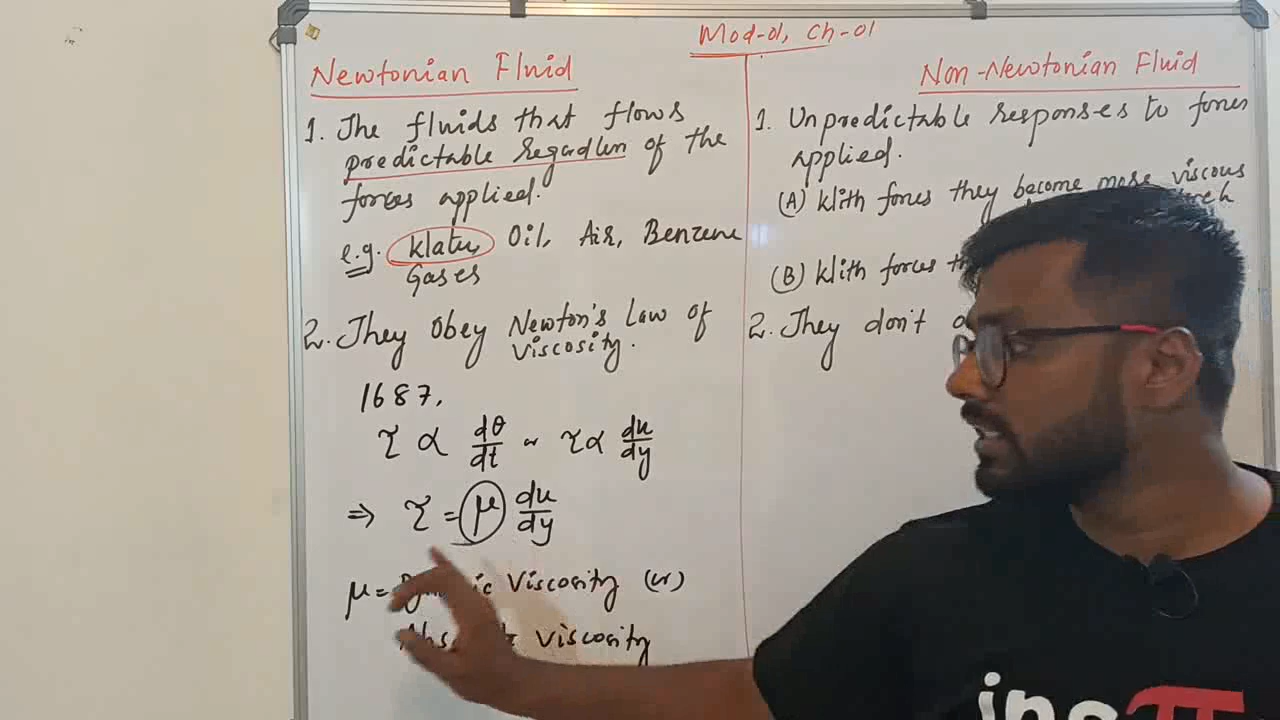 Mod-01, Ch-01
Newtonian Fluid
1. The fluids that flows
predictable regardless of the
forces applied.
e.g. Water, Oil, Air, Benzene
Gases
2. They obey Newton's Law of
Viscosity.
1687,
τ ∝ dθ/dt or τ ∝ du/dy
⇒ τ = μ du/dy
μ = Viscosity (or)
viscosity
Non-Newtonian Fluid
1. Unpredictable responses to forces
applied.
(A) With forces they become more viscous
(B) With forces
2. They don't